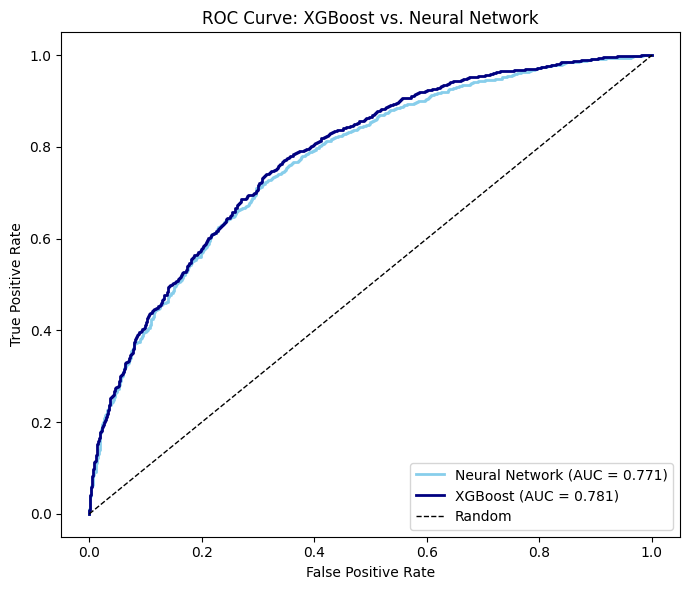 ROC Curve: XGBoost vs. Neural Network
1.0
0.8
0.6
0.4
0.2
0.0
True Positive Rate
0.0 0.2 0.4 0.6 0.8 1.0
False Positive Rate
Neural Network (AUC = 0.771)
XGBoost (AUC = 0.781)
Random